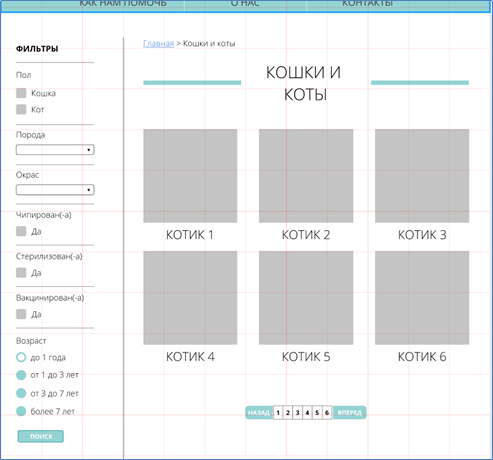 КАК НАМ ПОМОЧЬ О НАС КОНТАКТЫ
ФИЛЬТРЫ
Пол
Кошка
Кот
Порода
Окрас
Чипирован(-а)
Да
Стерилизован(-а)
Да
Вакцинирован(-а)
Да
Возраст
до 1 года
от 1 до 3 лет
от 3 до 7 лет
более 7 лет
ПОИСК
Главная > Кошки и коты
КОШКИ И
КОТЫ
КОТИК 1 КОТИК 2 КОТИК 3
КОТИК 4 КОТИК 5 КОТИК 6
НАЗАД 1 2 3 4 5 6 ВПЕРЕД